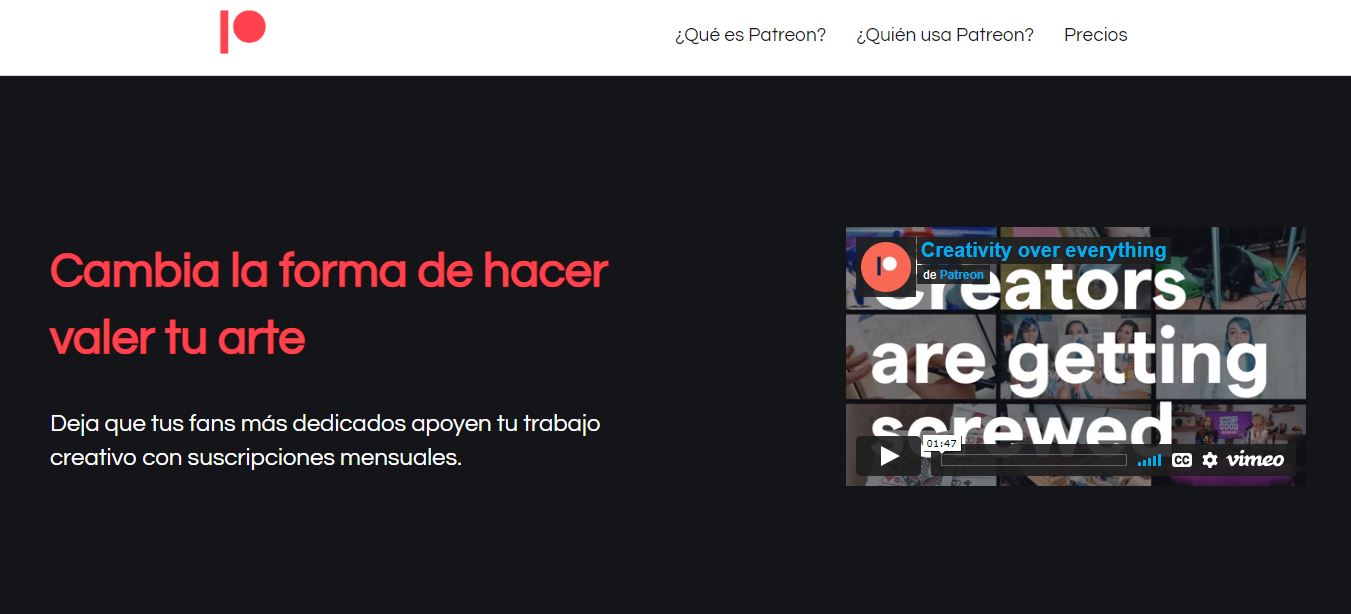 ¿Qué es Patreon? ¿Quién usa Patreon? Precios
Cambia la forma de hacer
valer tu arte
Deja que tus fans más dedicados apoyen tu trabajo
creativo con suscripciones mensuales.
Creativity over everything
de Patreon
Creators
are getting
screwed
01:47
CC
vimeo